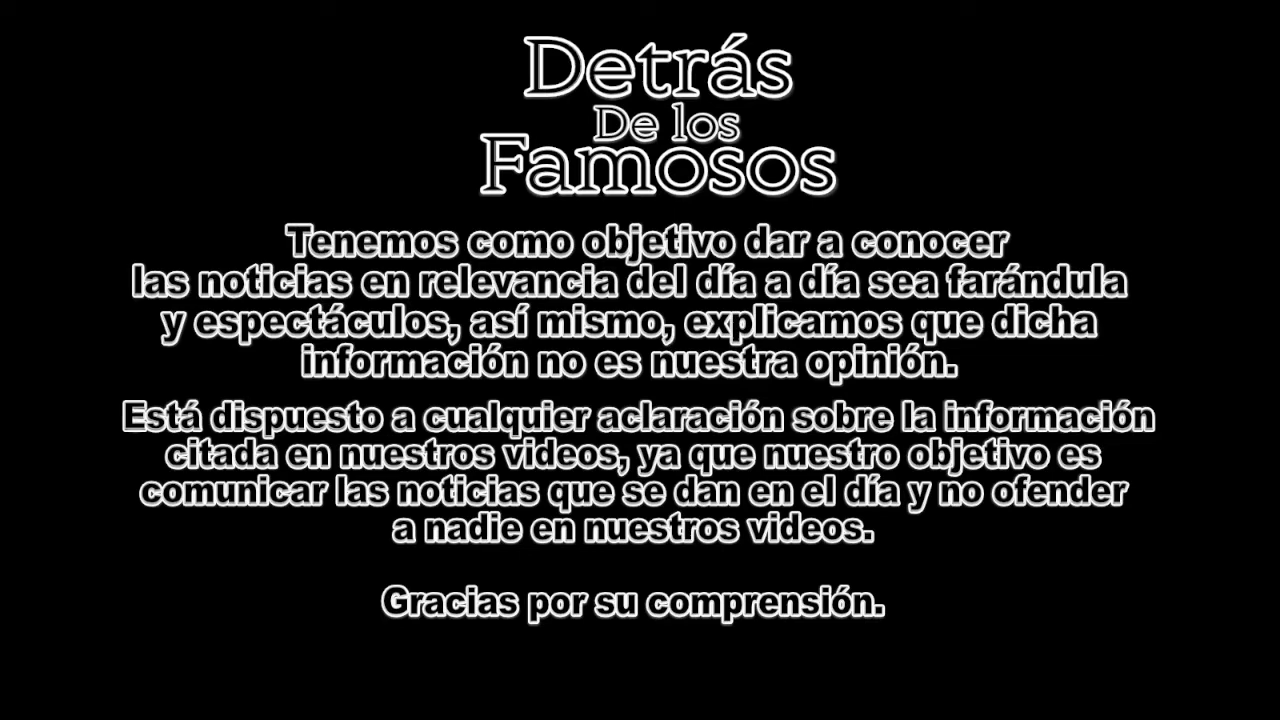 Detrás
De los
Famosos
Tenemos como objetivo dar a conocer
las noticias en relevancia del día a día sea farándula
y espectáculos, así mismo, explicamos que dicha
información no es nuestra opinión.
Está dispuesto a cualquier aclaración sobre la información
citada en nuestros videos, ya que nuestro objetivo es
comunicar las noticias que se dan en el día y no ofender
a nadie en nuestros videos.
Gracias por su comprensión.